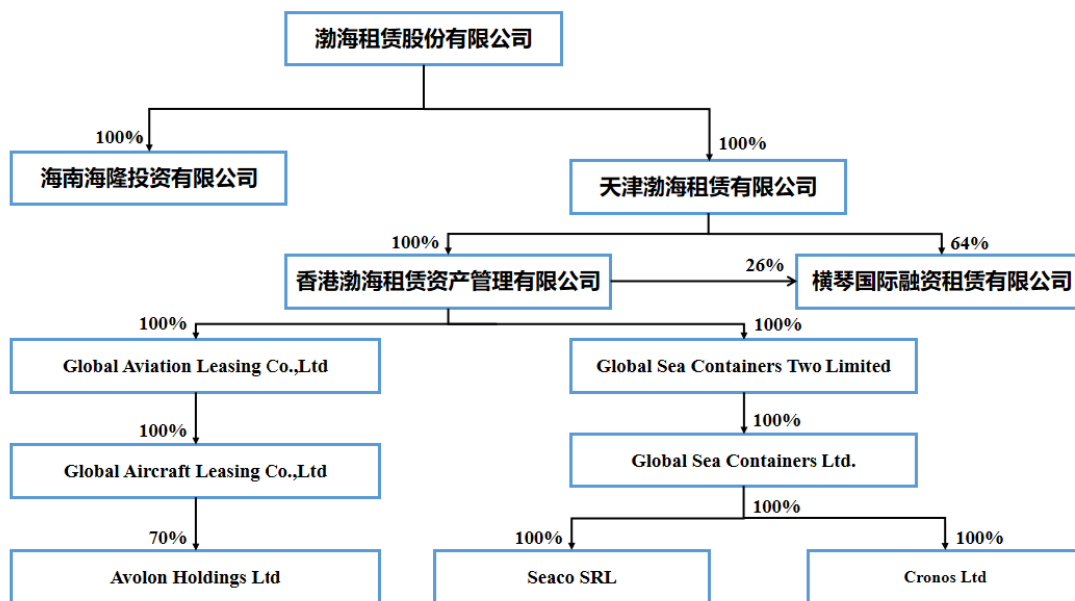 渤海租赁股份有限公司
100%
100%
海南海隆投资有限公司
天津渤海租赁有限公司
100%
64%
香港渤海租赁资产管理有限公司
26%
横琴国际融资租赁有限公司
100%
100%
Global Aviation Leasing Co.,Ltd
Global Sea Containers Two Limited
100%
100%
Global Aircraft Leasing Co.,Ltd
Global Sea Containers Ltd.
100%
70%
100%
100%
Avolon Holdings Ltd
Seaco SRL
Cronos Ltd